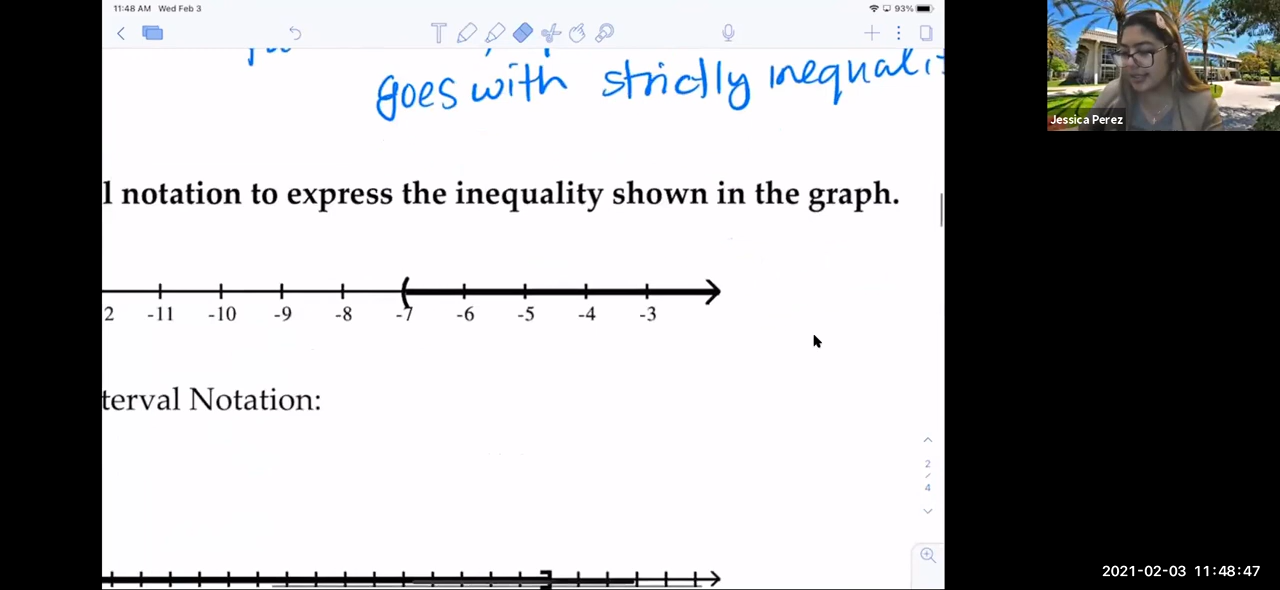 11:48 AM Wed Feb 3
93%
goes with strictly inequali
l notation to express the inequality shown in the graph.
2 -11 -10 -9 -8 -7 -6 -5 -4 -3
terval Notation:
2
/
4
Jessica Perez
2021-02-03 11:48:47